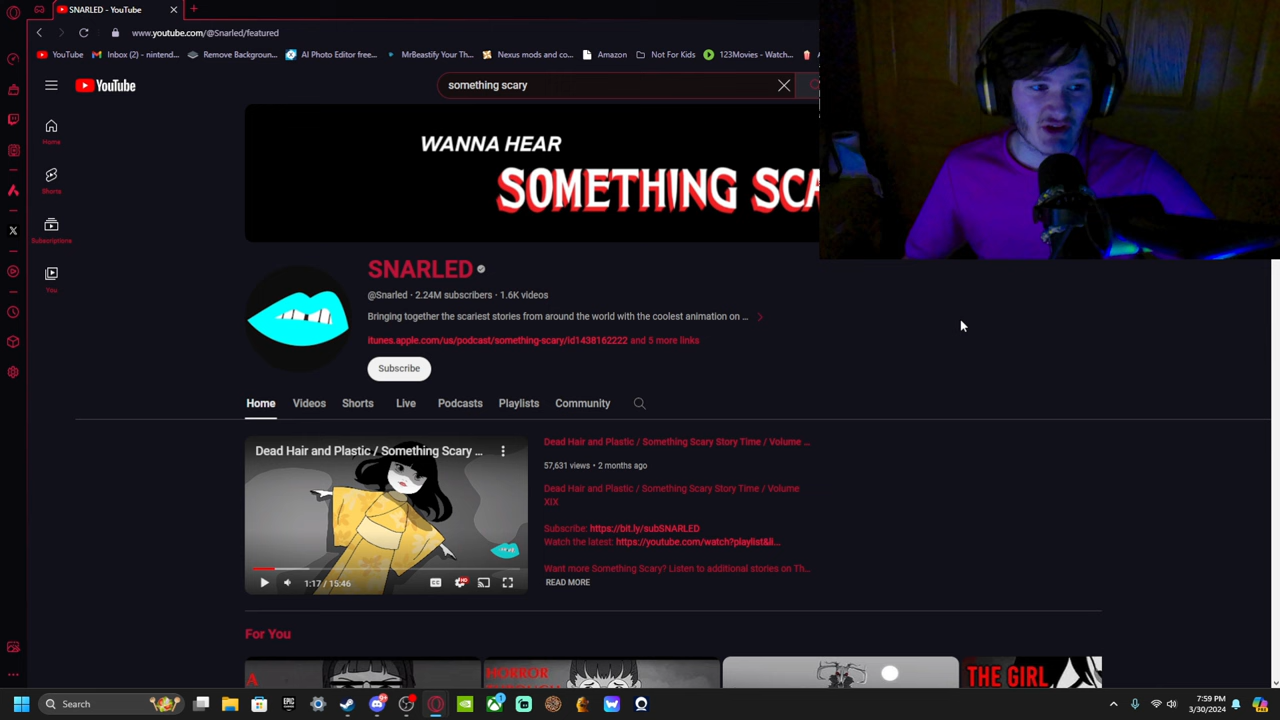 SNARLED - YouTube
www.youtube.com/@Snarled/featured
YouTube
Inbox (2) - nintend...
Remove Backgroun...
AI Photo Editor free...
MrBeastify Your Th...
Nexus mods and co...
Amazon
Not For Kids
123Movies - Watch...
YouTube
something scary
Home
Shorts
Subscriptions
You
WANNA HEAR
SOMETHING SCA
SNARLED
@Snarled · 2.24M subscribers · 1.6K videos
Bringing together the scariest stories from around the world with the coolest animation on ...
itunes.apple.com/us/podcast/something-scary/id1438162222 and 5 more links
Subscribe
Home Videos Shorts Live Podcasts Playlists Community
Dead Hair and Plastic / Something Scary ...
1:17 / 15:46
CC
HD
Dead Hair and Plastic / Something Scary Story Time / Volume ...
57,631 views • 2 months ago
Dead Hair and Plastic / Something Scary Story Time / Volume
XIX
Subscribe: https://bit.ly/subSNARLED
Watch the latest: https://youtube.com/watch?playlist&li...
Want more Something Scary? Listen to additional stories on Th...
READ MORE
For You
A
HORROR
THE GIRL
Search
EPIC
9+
1
7:59 PM
3/30/2024